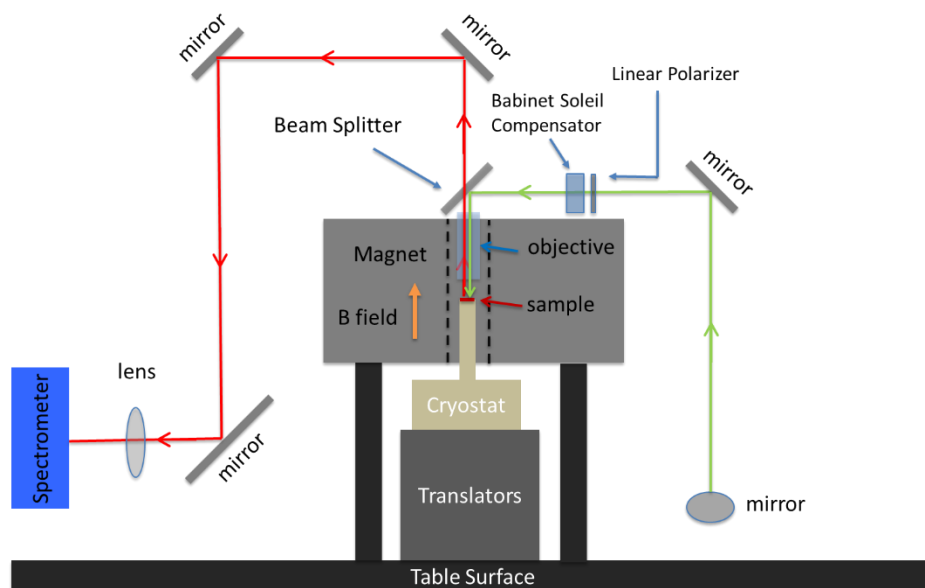 mirror
mirror
Linear Polarizer
Babinet Soleil
Compensator
Beam Splitter
mirror
Magnet
objective
B field
sample
lens
Spectrometer
mirror
Cryostat
Translators
mirror
Table Surface